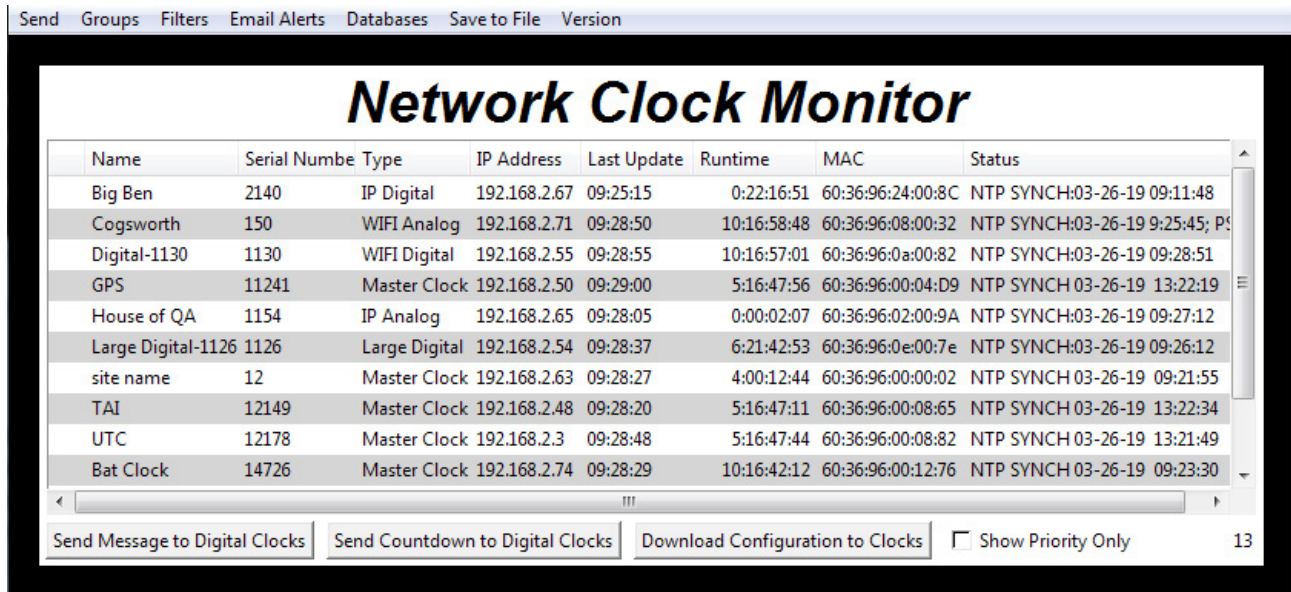 Send Groups Filters Email Alerts Databases Save to File Version
Network Clock Monitor
Name Serial Numbe Type IP Address Last Update Runtime MAC Status
Big Ben 2140 IP Digital 192.168.2.67 09:25:15 0:22:16:51 60:36:96:24:00:8C NTP SYNCH:03-26-19 09:11:48
Cogsworth 150 WIFI Analog 192.168.2.71 09:28:50 10:16:58:48 60:36:96:08:00:32 NTP SYNCH:03-26-19 9:25:45; PS
Digital-1130 1130 WIFI Digital 192.168.2.55 09:28:55 10:16:57:01 60:36:96:0a:00:82 NTP SYNCH:03-26-19 09:28:51
GPS 11241 Master Clock 192.168.2.50 09:29:00 5:16:47:56 60:36:96:00:04:D9 NTP SYNCH 03-26-19 13:22:19
House of QA 1154 IP Analog 192.168.2.65 09:28:05 0:00:02:07 60:36:96:02:00:9A NTP SYNCH:03-26-19 09:27:12
Large Digital-1126 1126 Large Digital 192.168.2.54 09:28:37 6:21:42:53 60:36:96:0e:00:7e NTP SYNCH:03-26-19 09:26:12
site name 12 Master Clock 192.168.2.63 09:28:27 4:00:12:44 60:36:96:00:00:02 NTP SYNCH 03-26-19 09:21:55
TAI 12149 Master Clock 192.168.2.48 09:28:20 5:16:47:11 60:36:96:00:08:65 NTP SYNCH 03-26-19 13:22:34
UTC 12178 Master Clock 192.168.2.3 09:28:48 5:16:47:44 60:36:96:00:08:82 NTP SYNCH 03-26-19 13:21:49
Bat Clock 14726 Master Clock 192.168.2.74 09:28:29 10:16:42:12 60:36:96:00:12:76 NTP SYNCH 03-26-19 09:23:30
Send Message to Digital Clocks Send Countdown to Digital Clocks Download Configuration to Clocks Show Priority Only 13